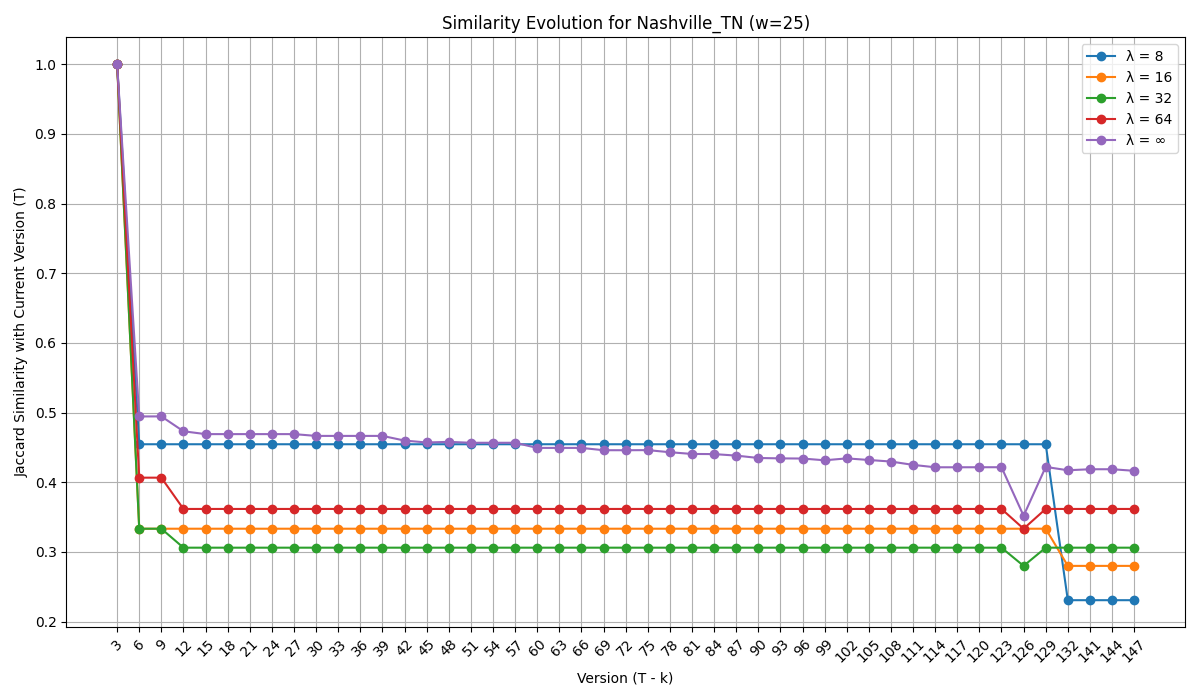 Similarity Evolution for Nashville_TN (w=25)
Jaccard Similarity with Current Version (T)
1.0
0.9
0.8
0.7
0.6
0.5
0.4
0.3
0.2
λ = 8
λ = 16
λ = 32
λ = 64
λ = ∞
3 6 9 12 15 18 21 24 27 30 33 36 39 42 45 48 51 54 57 60 63 66 69 72 75 78 81 84 87 90 93 96 99 102 105 108 111 114 117 120 123 126 129 132 141 144 147
Version (T - k)